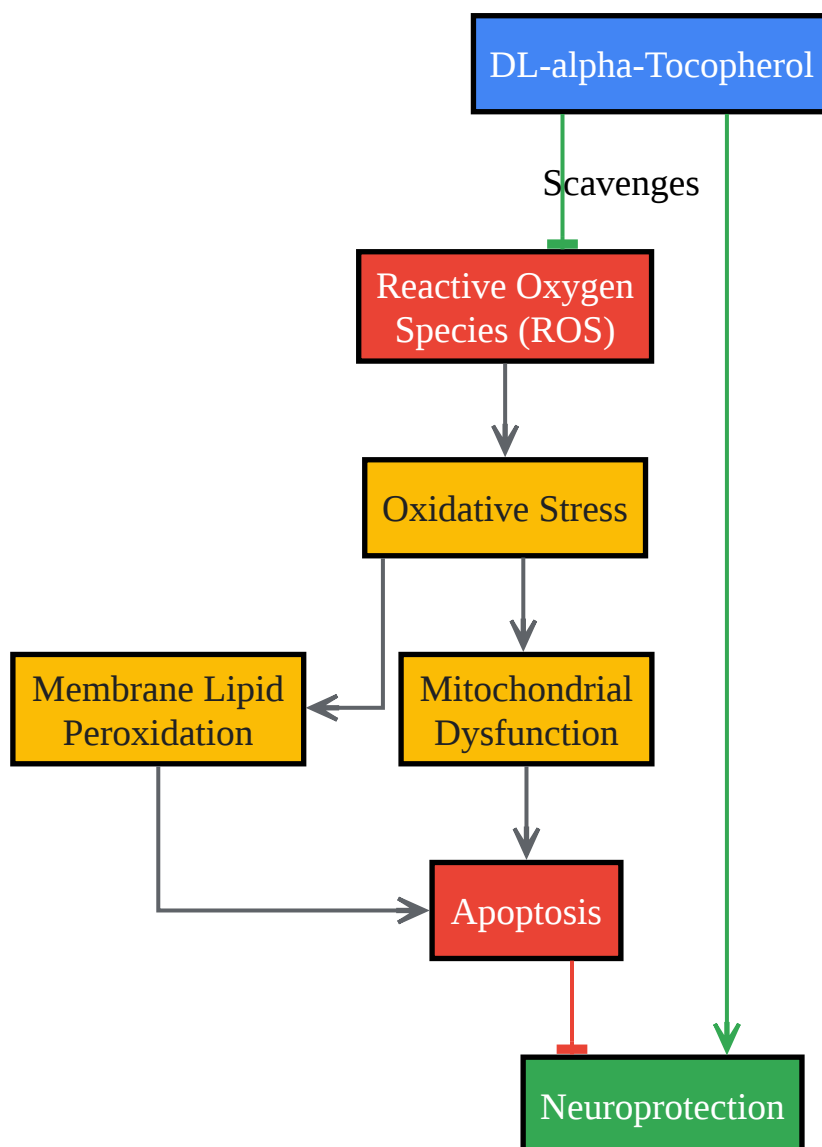 DL-alpha-Tocopherol
Scavenges
Reactive Oxygen
Species (ROS)
Oxidative Stress
Membrane Lipid
Peroxidation
Mitochondrial
Dysfunction
Apoptosis
Neuroprotection